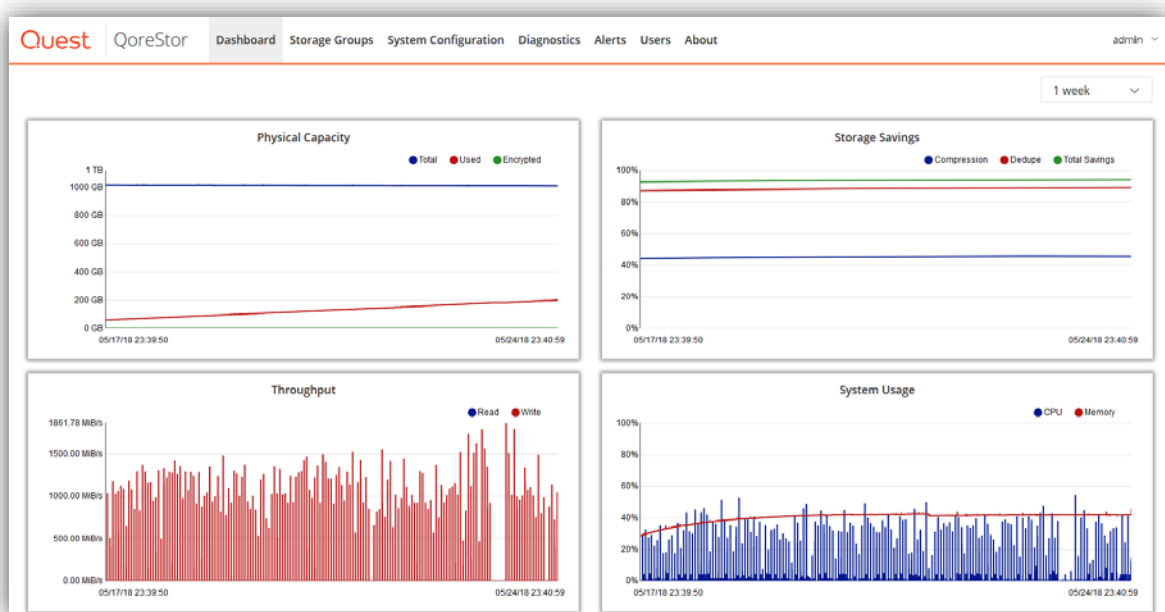 Quest QoreStor Dashboard Storage Groups System Configuration Diagnostics Alerts Users About admin
1 week
Physical Capacity
Total Used Encrypted
1 TB
1000 GB
800 GB
600 GB
400 GB
200 GB
0 GB
05/17/18 23:39:50 05/24/18 23:40:59
Storage Savings
Compression Dedupe Total Savings
100%
80%
60%
40%
20%
0%
05/17/18 23:39:50 05/24/18 23:40:59
Throughput
Read Write
1861.78 MiB/s
1500.00 MiB/s
1000.00 MiB/s
500.00 MiB/s
0.00 MiB/s
05/17/18 23:39:50 05/24/18 23:40:59
System Usage
CPU Memory
100%
80%
60%
40%
20%
0%
05/17/18 23:39:50 05/24/18 23:40:59